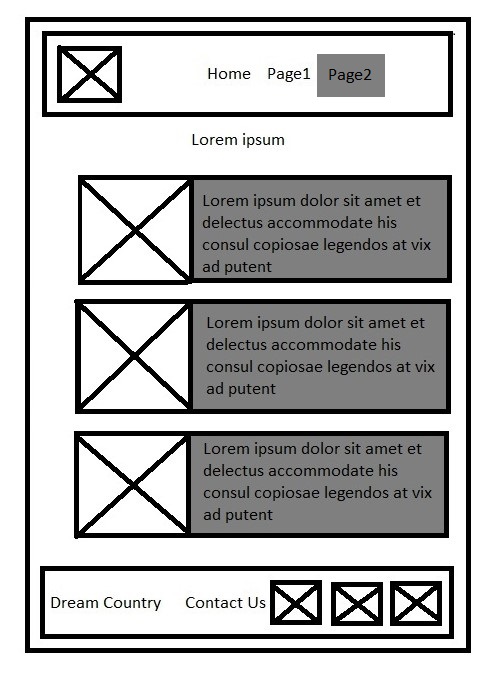 Home Page1 Page2
Lorem ipsum
Lorem ipsum dolor sit amet et
delectus accommodate his
consul copiosae legendos at vix
ad putent
Lorem ipsum dolor sit amet et
delectus accommodate his
consul copiosae legendos at vix
ad putent
Lorem ipsum dolor sit amet et
delectus accommodate his
consul copiosae legendos at vix
ad putent
Dream Country Contact Us